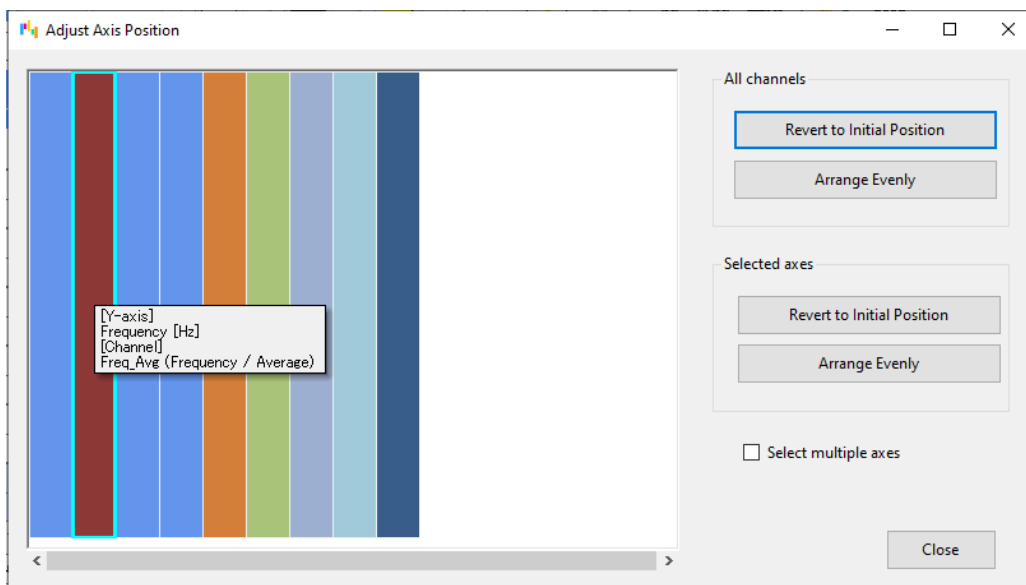 Adjust Axis Position
All channels
Revert to Initial Position
Arrange Evenly
[Y-axis]
Frequency [Hz]
[Channel]
Freq_Avg (Frequency / Average)
Selected axes
Revert to Initial Position
Arrange Evenly
Select multiple axes
Close